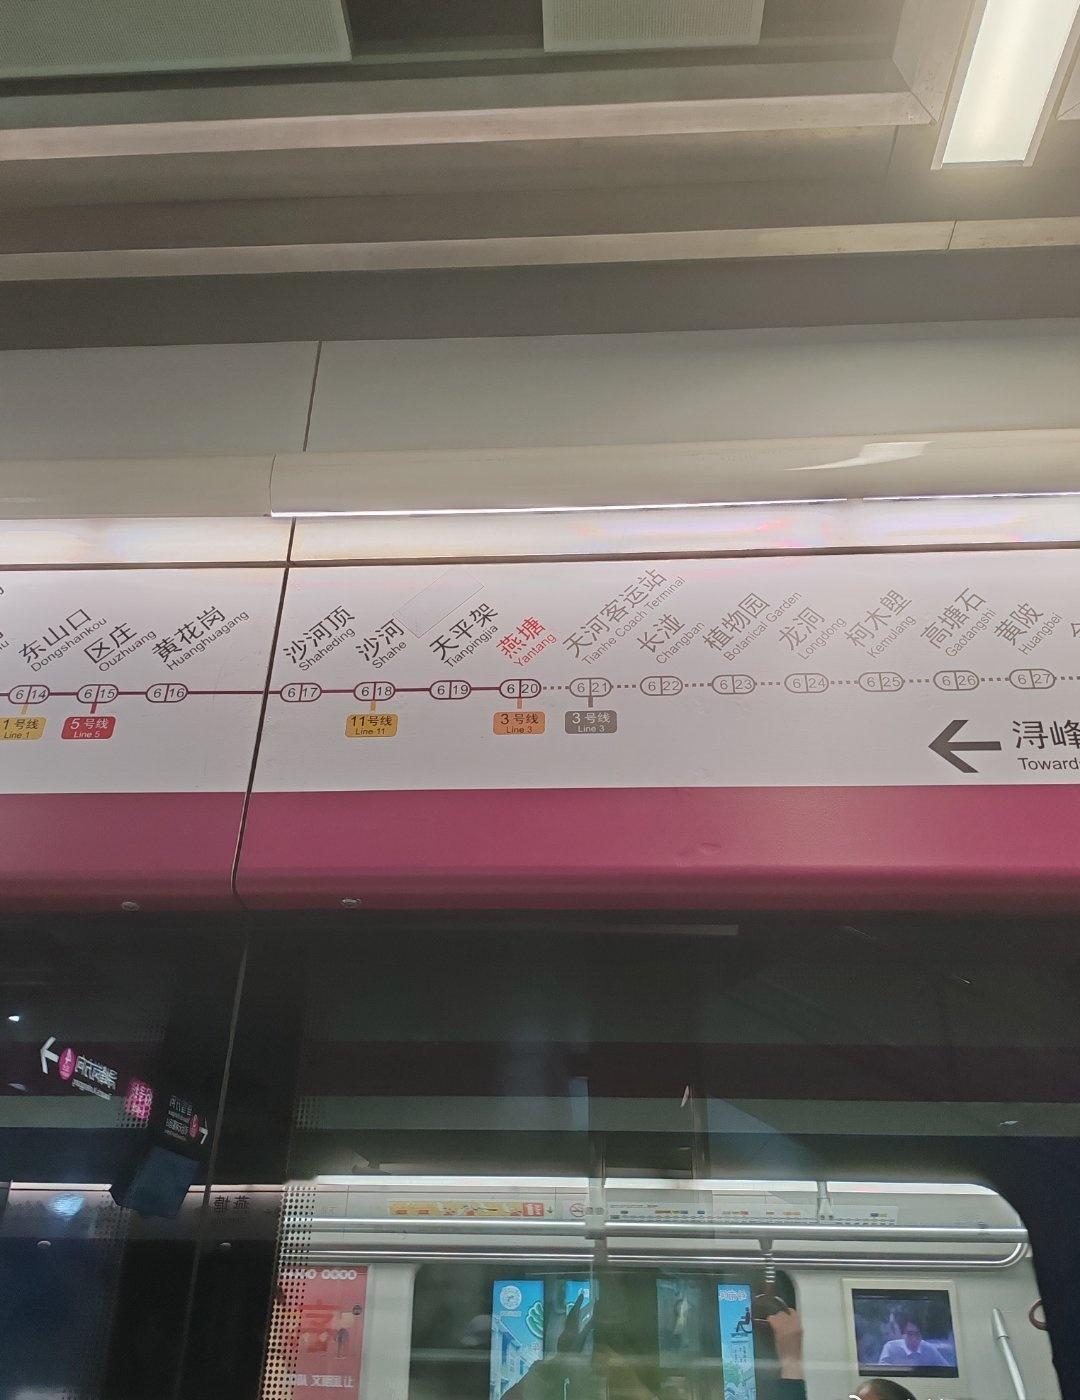 东山口
Dongshankou
区庄
Ouzhuang
黄花岗
Huanghuagang
沙河顶
Shaheding
沙河
Shahe
天平架
Tianpingjia
燕塘
Yantang
天河客运站
Tianhe Coach Terminal
长湴
Changban
植物园
Botanical Garden
龙洞
Longdong
柯木塱
Kemulang
高塘石
Gaotangshi
黄陂
Huangbei
6 14
6 15
6 16
6 17
6 18
6 19
6 20
6 21
6 22
6 23
6 24
6 25
6 26
6 27
1 号线
Line 1
5 号线
Line 5
11 号线
Line 11
3 号线
Line 3
3 号线
Line 3
浔峰
Toward
燕塘